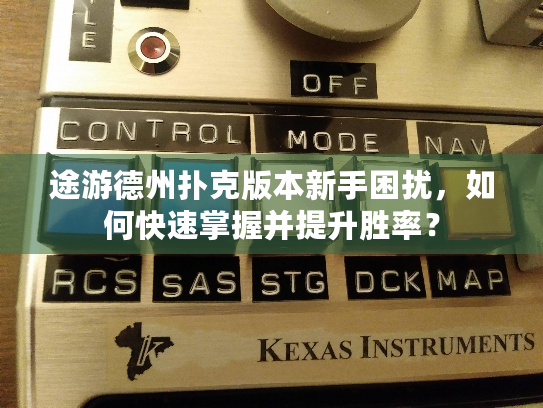 YLE
OFF
CONTROL MODE NAV
途游德州扑克版本新手困扰，如
何快速掌握并提升胜率？
RCS SAS STG DCK MAP
K KEXAS INSTRUMENTS